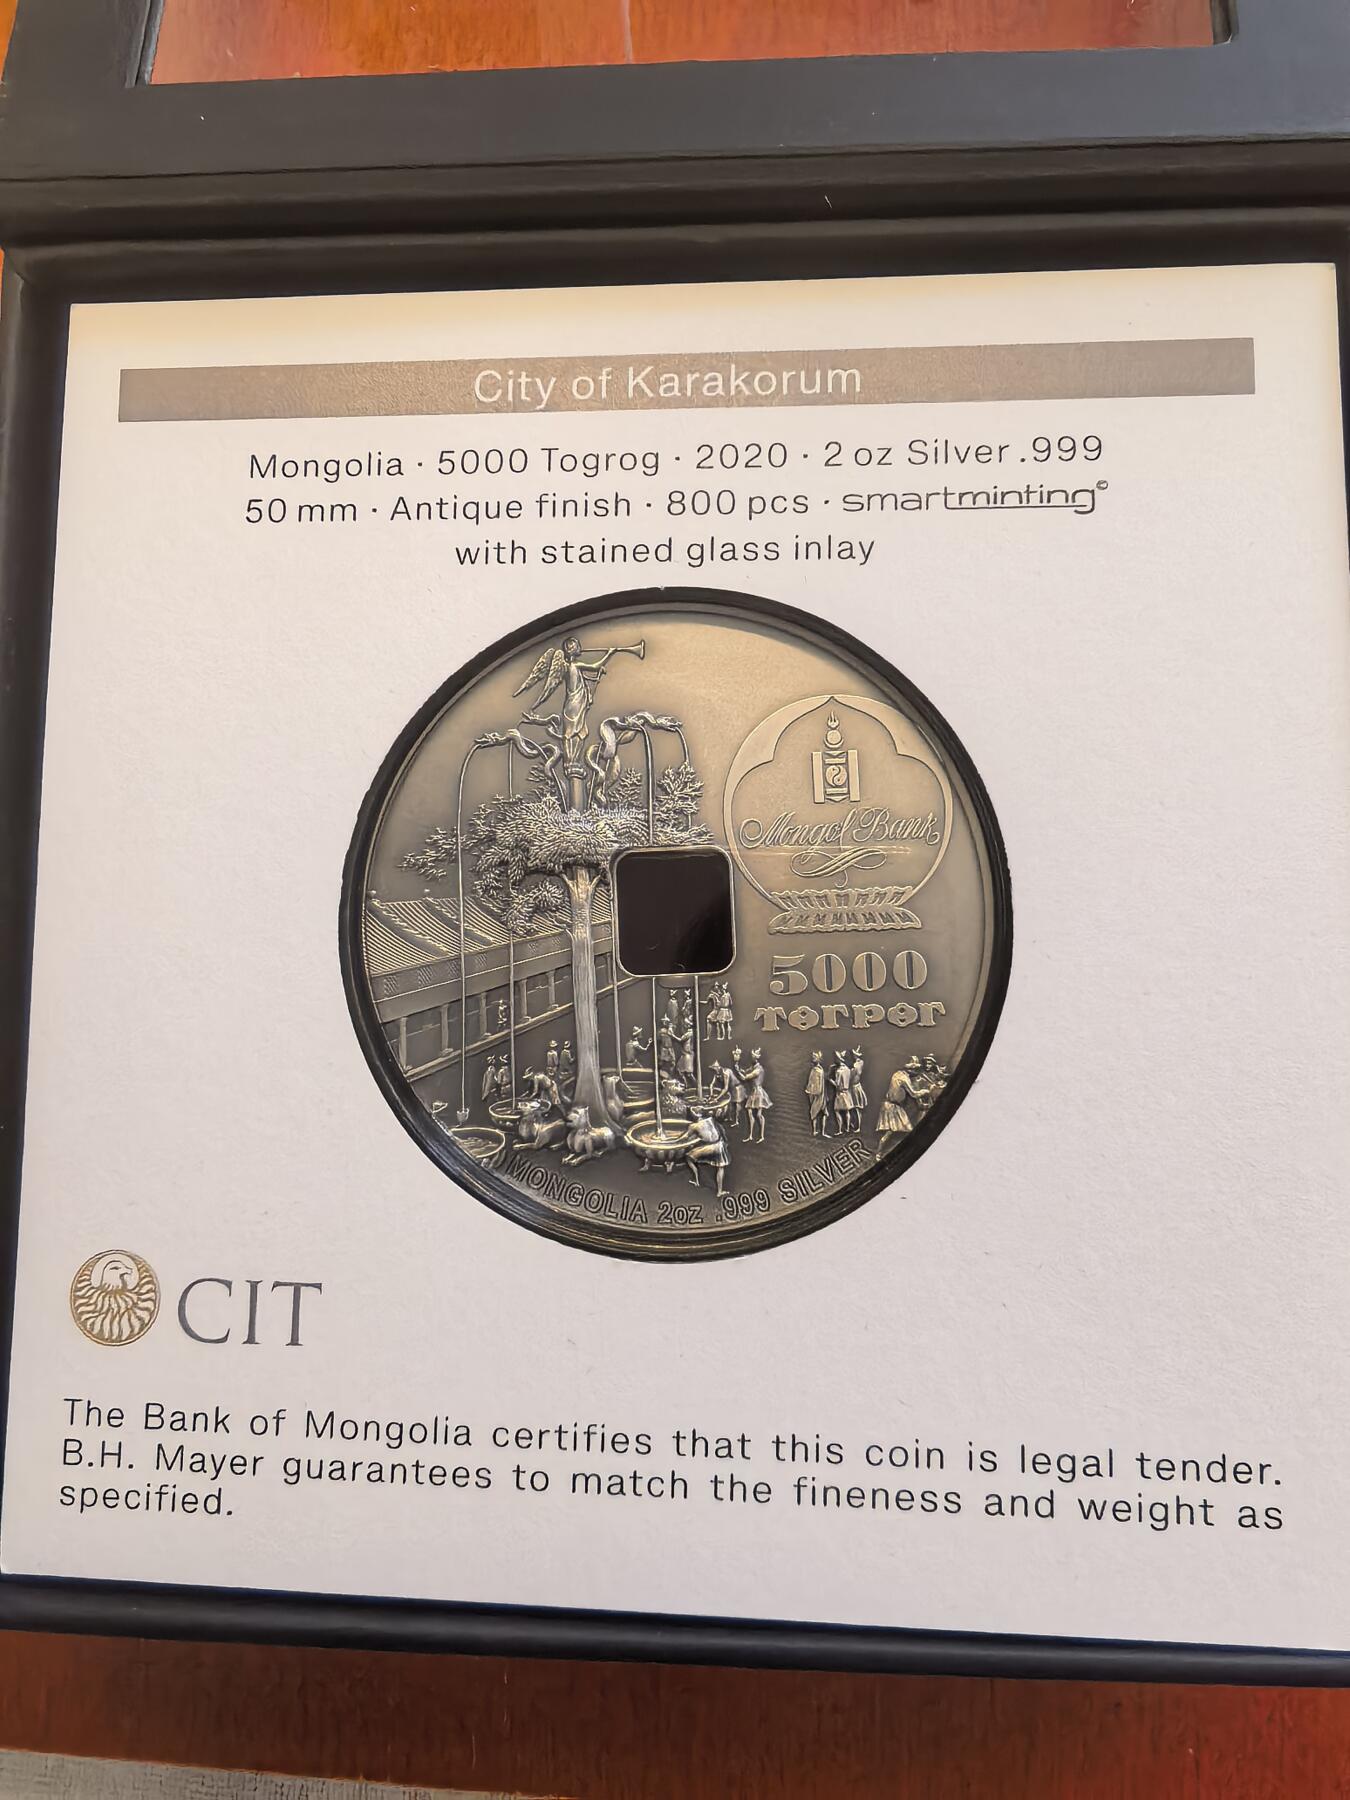 City of Karakorum
Mongolia · 5000 Togrog · 2020 · 2 oz Silver .999
50 mm · Antique finish · 800 pcs · smartminting©
with stained glass inlay
Mongol Bank
5000
ТӨГРӨГ
MONGOLIA 2oz .999 SILVER
CIT
The Bank of Mongolia certifies that this coin is legal tender.
B.H. Mayer guarantees to match the fineness and weight as
specified.